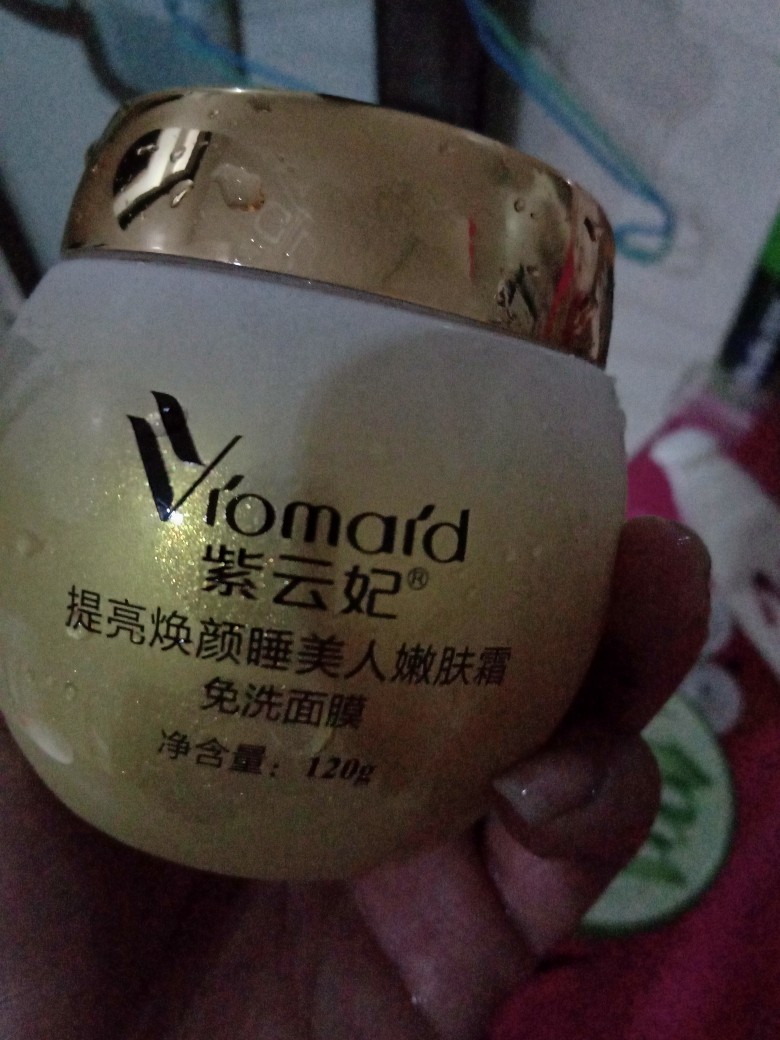 Vromard
紫云妃®
提亮焕颜睡美人嫩肤霜
免洗面膜
净含量：120g